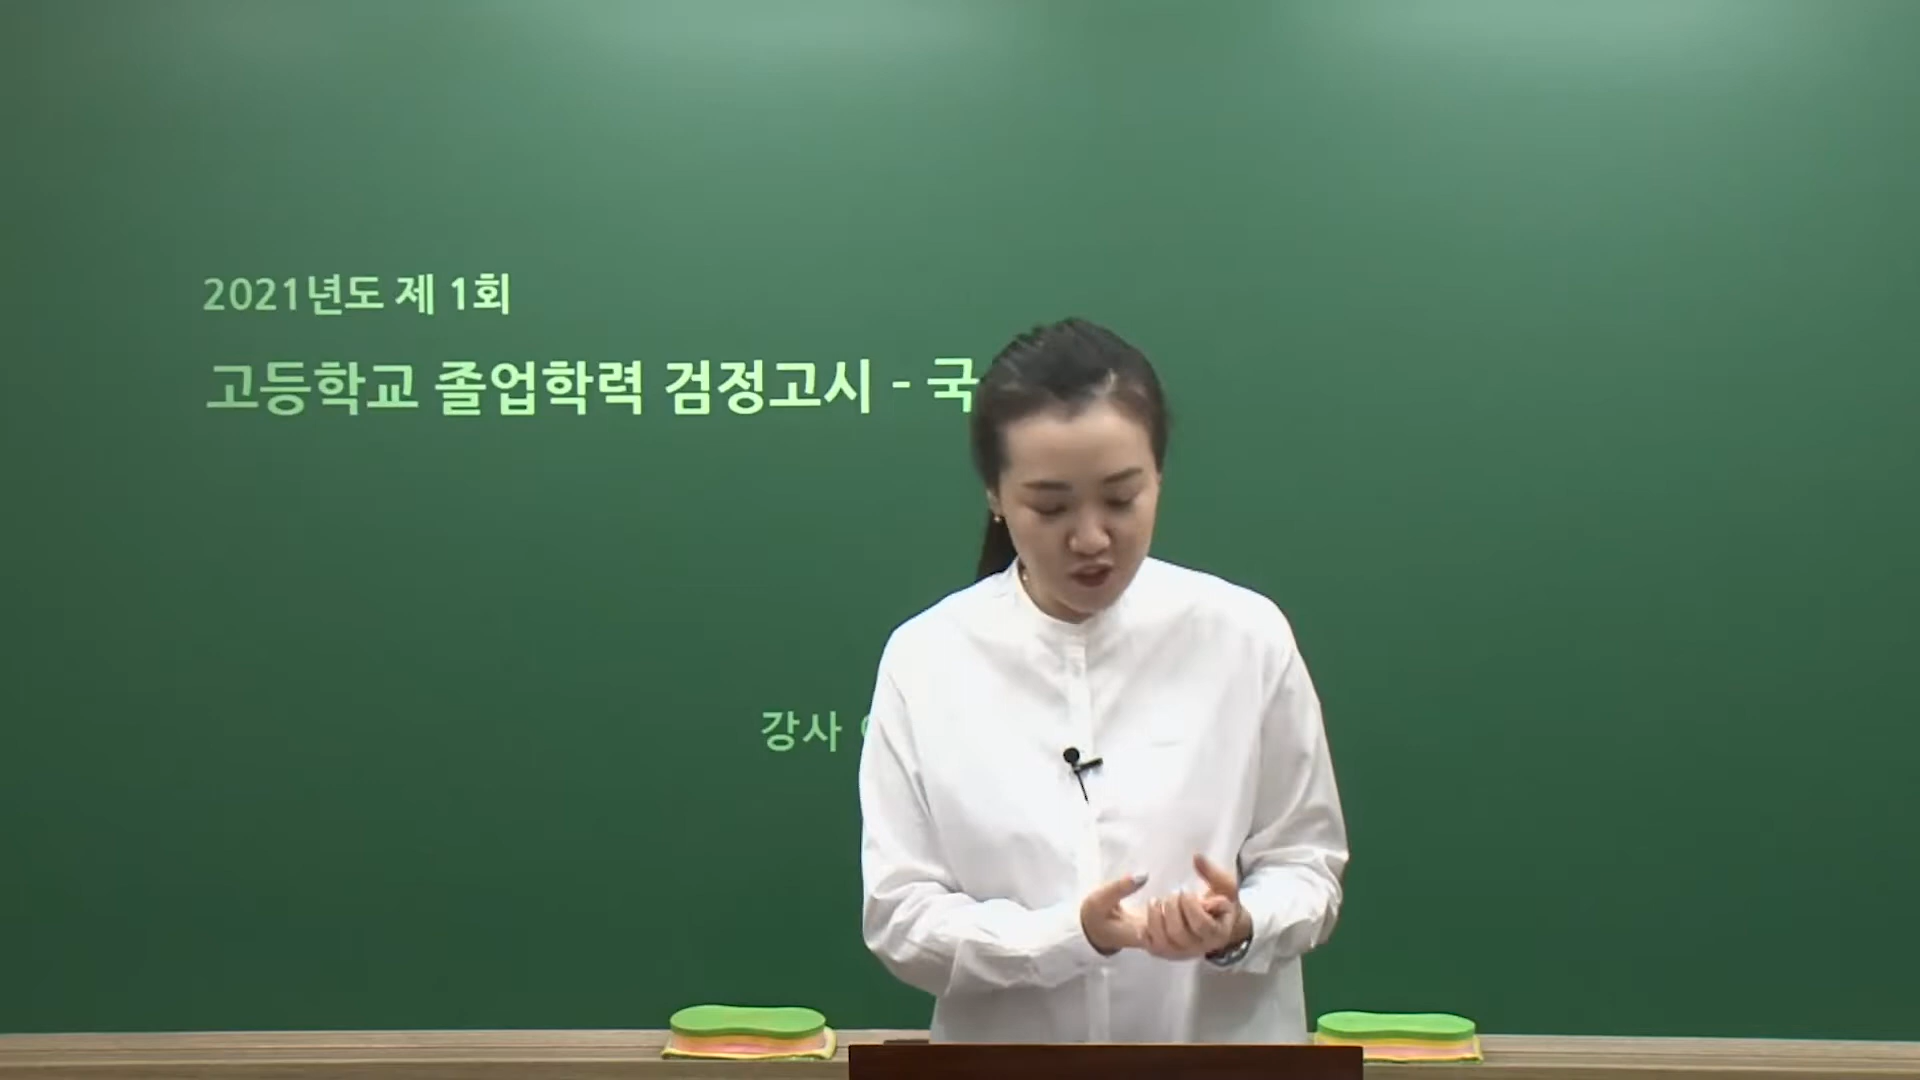 2021년도 제 1회
고등학교 졸업학력 검정고시 - 국
강사